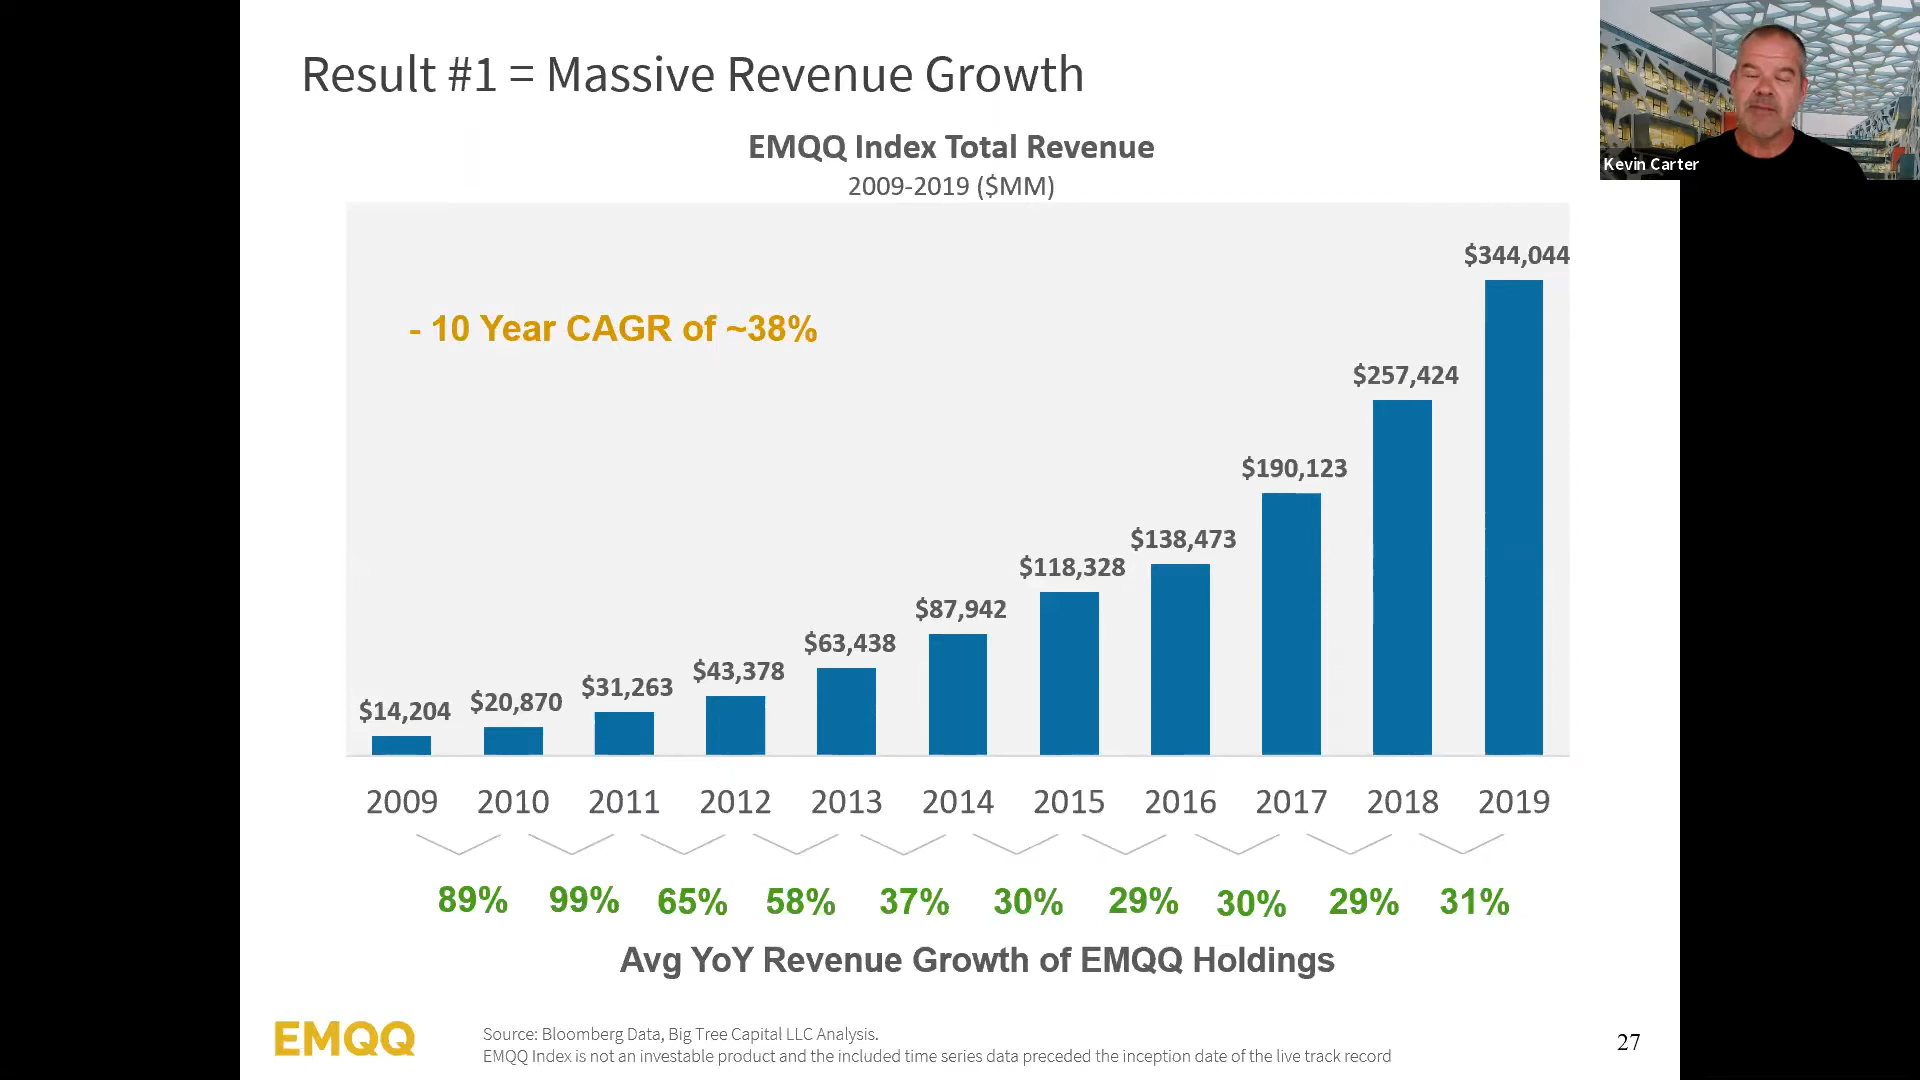 Result #1 = Massive Revenue Growth
Kevin Carter
EMQQ Index Total Revenue
2009-2019 ($MM)
- 10 Year CAGR of ~38%
$14,204 $20,870 $31,263 $43,378 $63,438 $87,942 $118,328 $138,473 $190,123 $257,424 $344,044
2009 2010 2011 2012 2013 2014 2015 2016 2017 2018 2019
89% 99% 65% 58% 37% 30% 29% 30% 29% 31%
Avg YoY Revenue Growth of EMQQ Holdings
EMQQ
Source: Bloomberg Data, Big Tree Capital LLC Analysis.
EMQQ Index is not an investable product and the included time series data preceded the inception date of the live track record
27